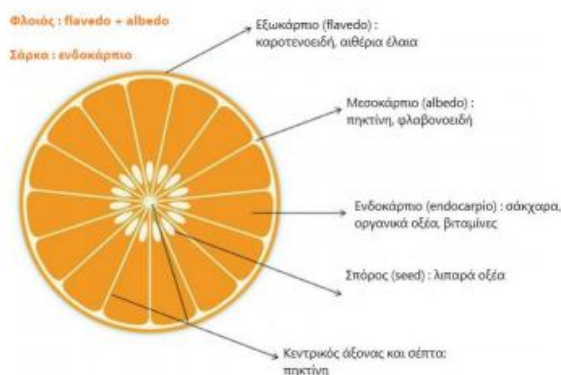 Φλοιός : flavedo + albedo
Σάρκα : ενδοκάρπιο
Εξωκάρπιο (flavedo) :
καροτενοειδή, αιθέρια έλαια
Μεσοκάρπιο (albedo) :
πηκτίνη, φλαβονοειδή
Ενδοκάρπιο (endocarpio) : σάκχαρα,
οργανικά οξέα, βιταμίνες
Σπόρος (seed) : λιπαρά οξέα
Κεντρικός άξονας και σέπτα:
πηκτίνη